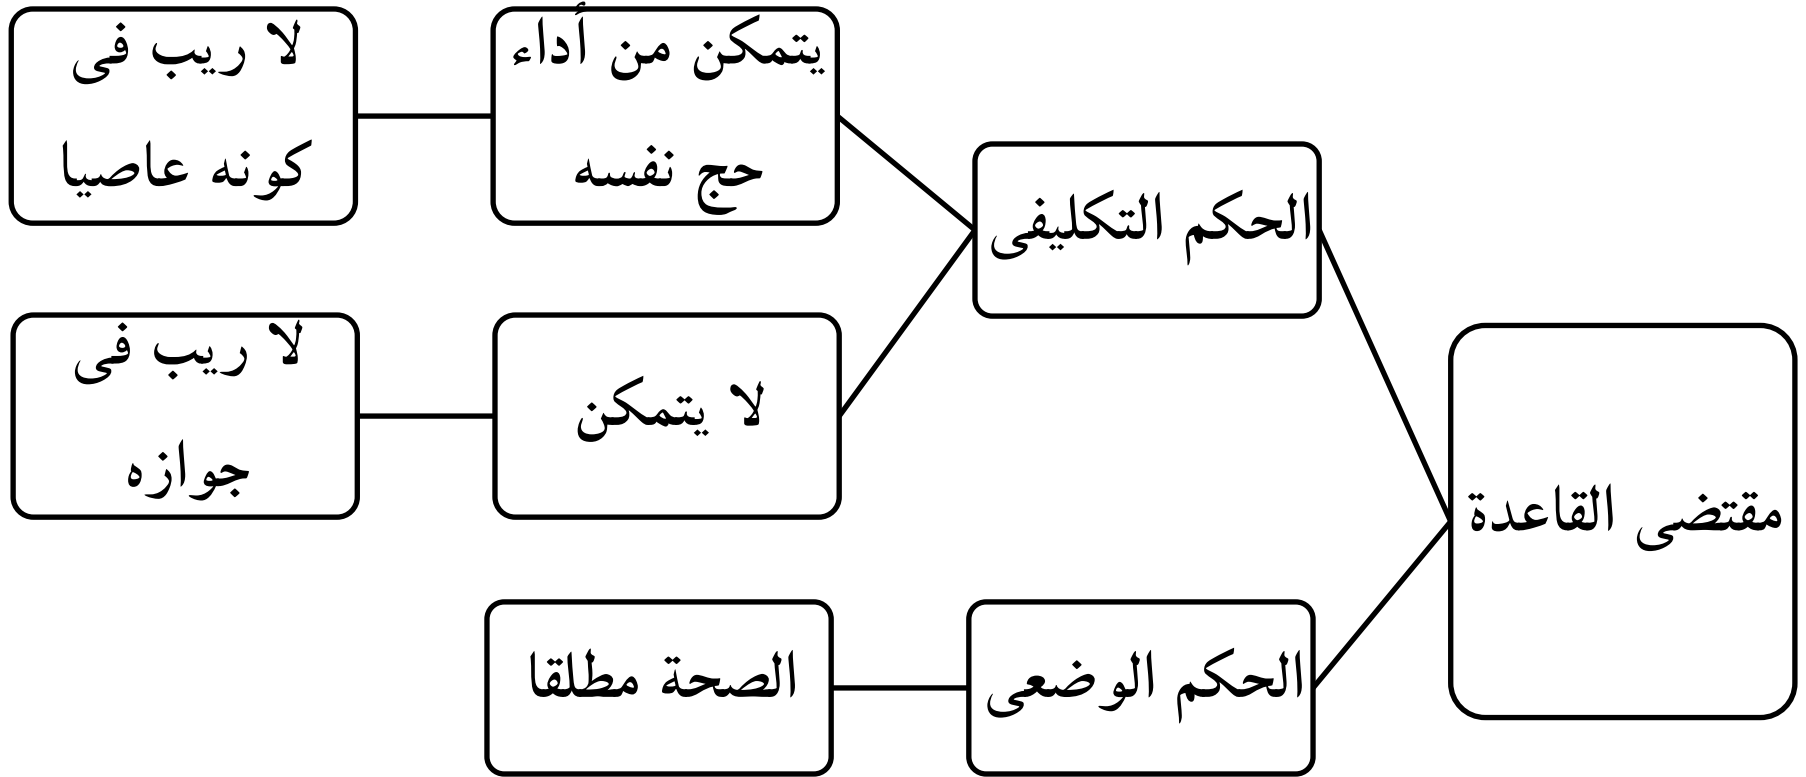 مقتضى القاعدة
الحكم التكليفى
يتمكن من أداء
حج نفسه
لا ريب فى
كونه عاصيا
لا يتمكن
لا ريب فى
جوازه
الحكم الوضعى
الصحة مطلقا